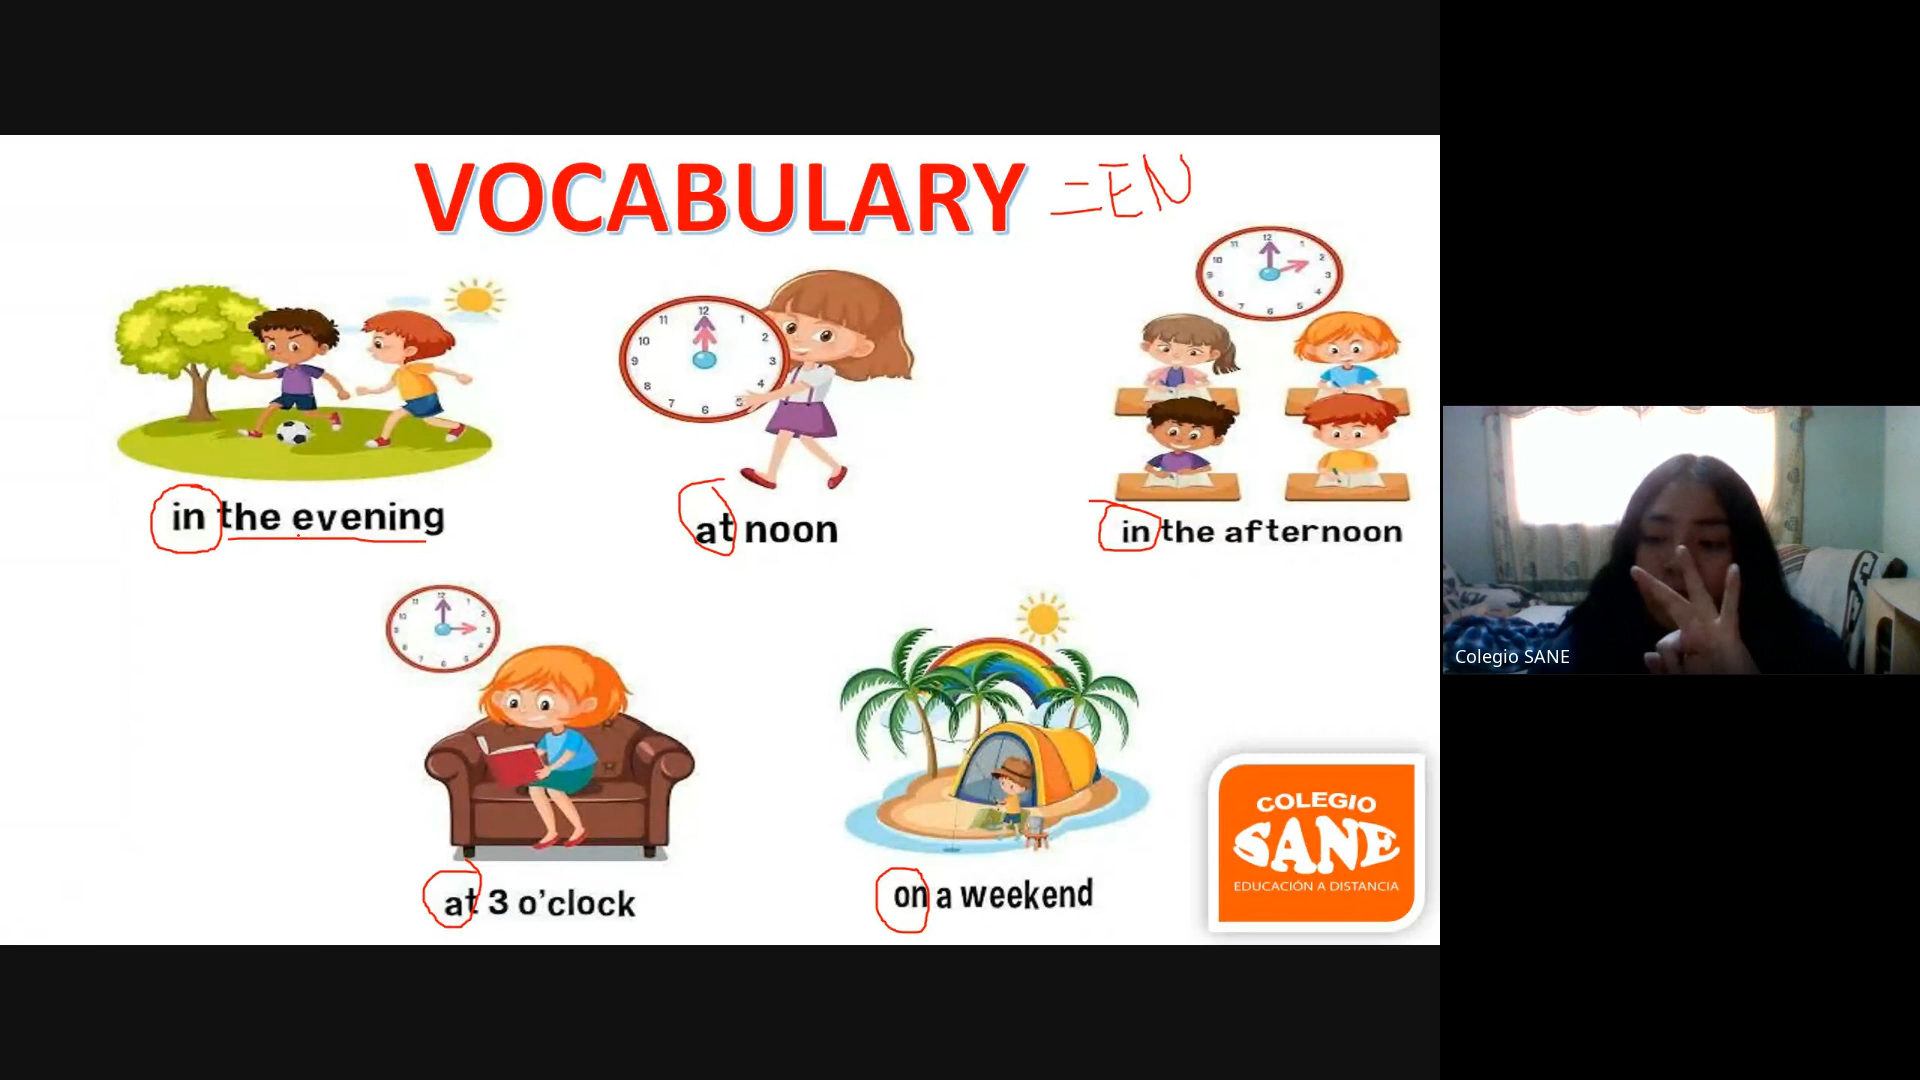 VOCABULARY =EN
in the evening
at noon
in the afternoon
at 3 o'clock
on a weekend
COLEGIO
SANE
EDUCACIÓN A DISTANCIA
Colegio SANE